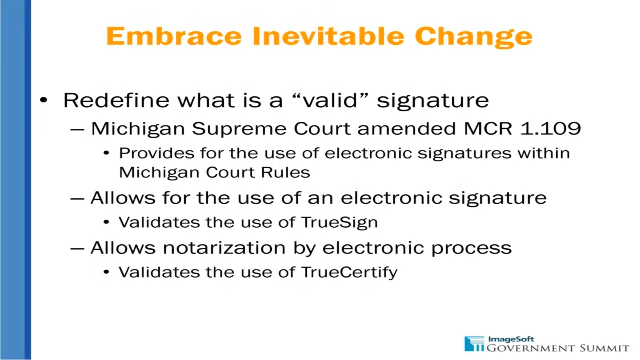 Embrace Inevitable Change
• Redefine what is a “valid” signature
– Michigan Supreme Court amended MCR 1.109
• Provides for the use of electronic signatures within
Michigan Court Rules
– Allows for the use of an electronic signature
• Validates the use of TrueSign
– Allows notarization by electronic process
• Validates the use of TrueCertify
ImageSoft
GOVERNMENT SUMMIT